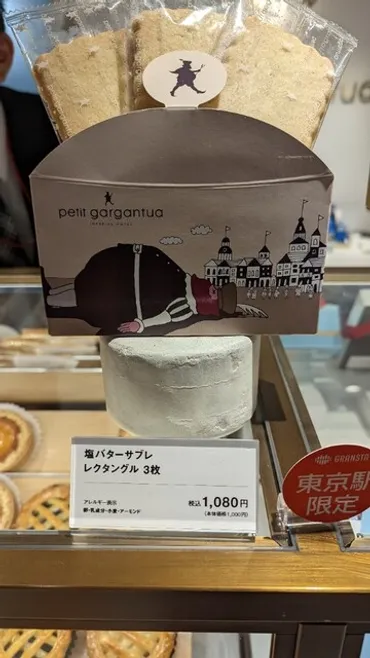 petit gargantua
IMPERIAL HOTEL
塩バターサブレ
レクタングル 3枚
アレルギー表示
卵・乳成分・小麦・アーモンド
税込1,080円
(本体価格1,000円)
GRANSTA
東京駅
限定